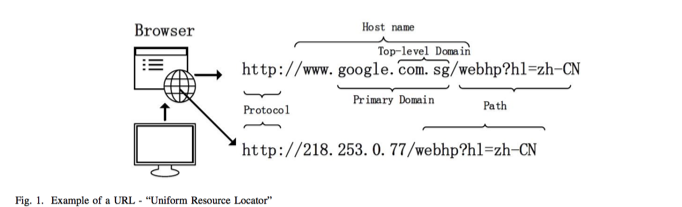 Browser
Host name
Top-level Domain
http://www.google.com.sg/webhp?hl=zh-CN
Protocol
Primary Domain
Path
http://218.253.0.77/webhp?hl=zh-CN
Fig. 1. Example of a URL - “Uniform Resource Locator”